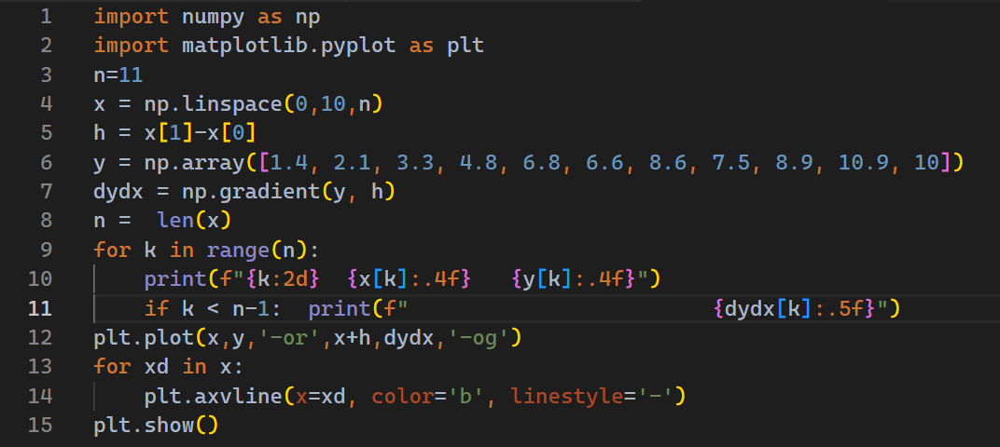 1 import numpy as np
2 import matplotlib.pyplot as plt
3 n=11
4 x = np.linspace(0,10,n)
5 h = x[1]-x[0]
6 y = np.array([1.4, 2.1, 3.3, 4.8, 6.8, 6.6, 8.6, 7.5, 8.9, 10.9, 10])
7 dydx = np.gradient(y, h)
8 n =  len(x)
9 for k in range(n):
10     print(f"{k:2d}  {x[k]:.4f}   {y[k]:.4f}")
11     if k < n-1:  print(f"                        {dydx[k]:.5f}")
12 plt.plot(x,y,'-or',x+h,dydx,'-og')
13 for xd in x:
14     plt.axvline(x=xd, color='b', linestyle='-')
15 plt.show()